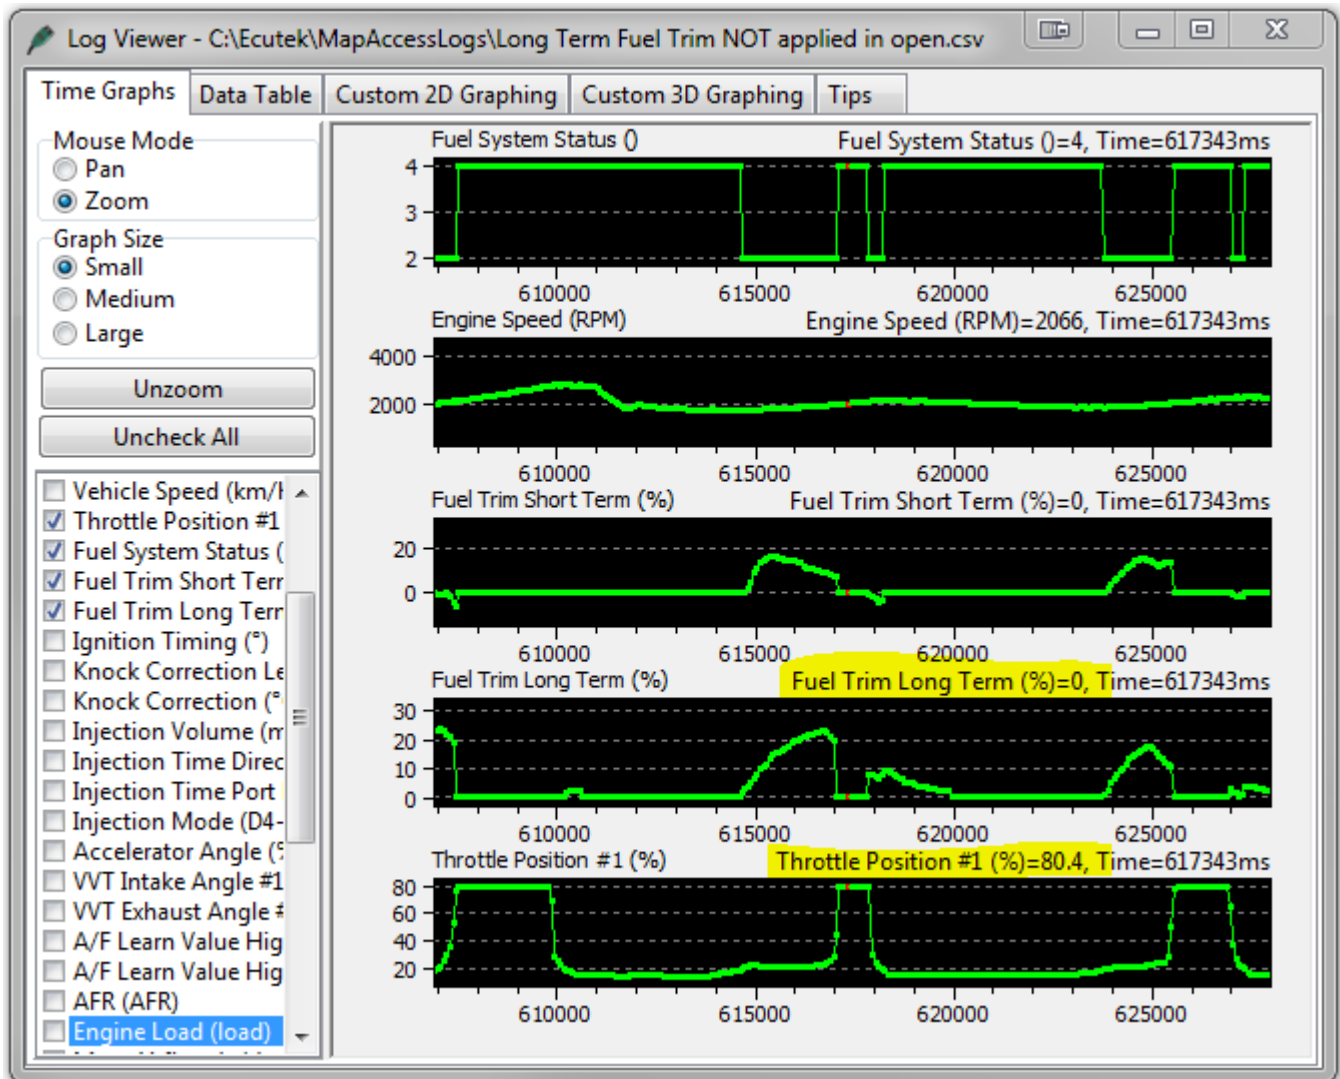 Log Viewer - C:\Ecutek\MapAccessLogs\Long Term Fuel Trim NOT applied in open.csv
Time Graphs Data Table Custom 2D Graphing Custom 3D Graphing Tips
Mouse Mode
Pan
Zoom
Graph Size
Small
Medium
Large
Unzoom
Uncheck All
Vehicle Speed (km/h
Throttle Position #1
Fuel System Status (
Fuel Trim Short Terr
Fuel Trim Long Terr
Ignition Timing (°)
Knock Correction Le
Knock Correction (°
Injection Volume (m
Injection Time Direc
Injection Time Port
Injection Mode (D4-
Accelerator Angle (%
VVT Intake Angle #1
VVT Exhaust Angle #
A/F Learn Value Hig
A/F Learn Value Hig
AFR (AFR)
Engine Load (load)
Fuel System Status () Fuel System Status ()=4, Time=617343ms
4
3
2
610000 615000 620000 625000
Engine Speed (RPM) Engine Speed (RPM)=2066, Time=617343ms
4000
2000
610000 615000 620000 625000
Fuel Trim Short Term (%) Fuel Trim Short Term (%)=0, Time=617343ms
20
0
610000 615000 620000 625000
Fuel Trim Long Term (%) Fuel Trim Long Term (%)=0, Time=617343ms
30
20
10
0
610000 615000 620000 625000
Throttle Position #1 (%) Throttle Position #1 (%)=80.4, Time=617343ms
80
60
40
20
610000 615000 620000 625000